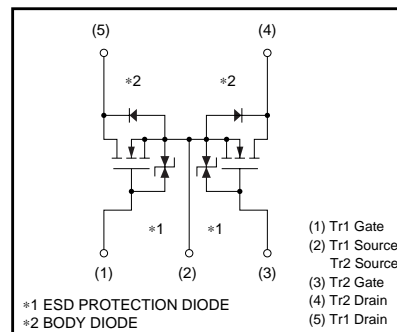 (5) (4)
∗2 ∗2
∗1 ∗1
(1) (2) (3)
(1) Tr1 Gate
(2) Tr1 Source
Tr2 Source
(3) Tr2 Gate
(4) Tr2 Drain
(5) Tr1 Drain
∗1 ESD PROTECTION DIODE
∗2 BODY DIODE